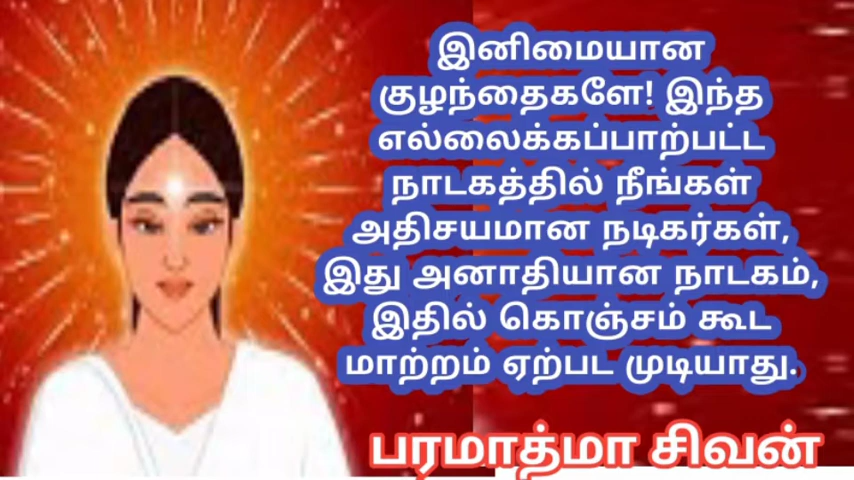 இனிமையான
குழந்தைகளே! இந்த
எல்லைக்கப்பாற்பட்ட
நாடகத்தில் நீங்கள்
அதிசயமான நடிகர்கள்,
இது அனாதியான நாடகம்,
இதில் கொஞ்சம் கூட
மாற்றம் ஏற்பட முடியாது.
பரமாத்மா சிவன்